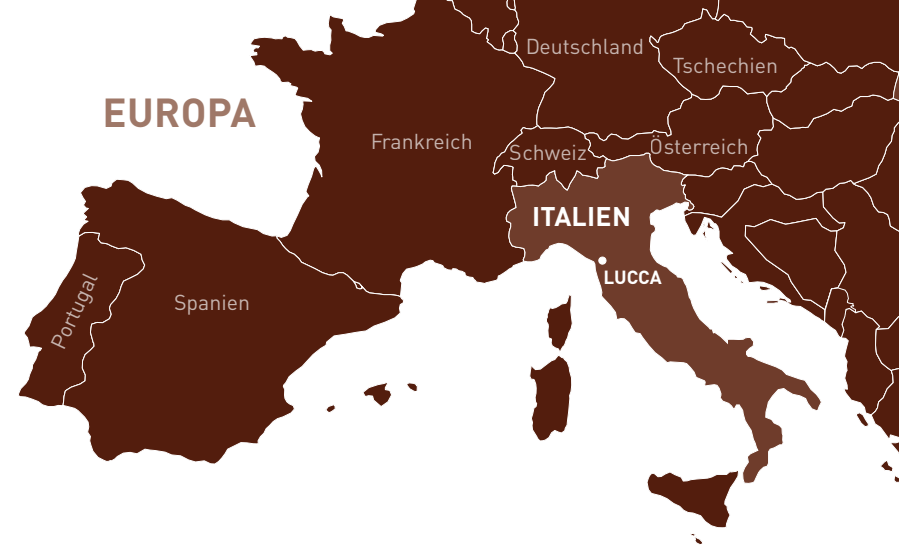 Deutschland
Tschechien
EUROPA
Frankreich
Schweiz
Österreich
ITALIEN
LUCCA
Portugal
Spanien